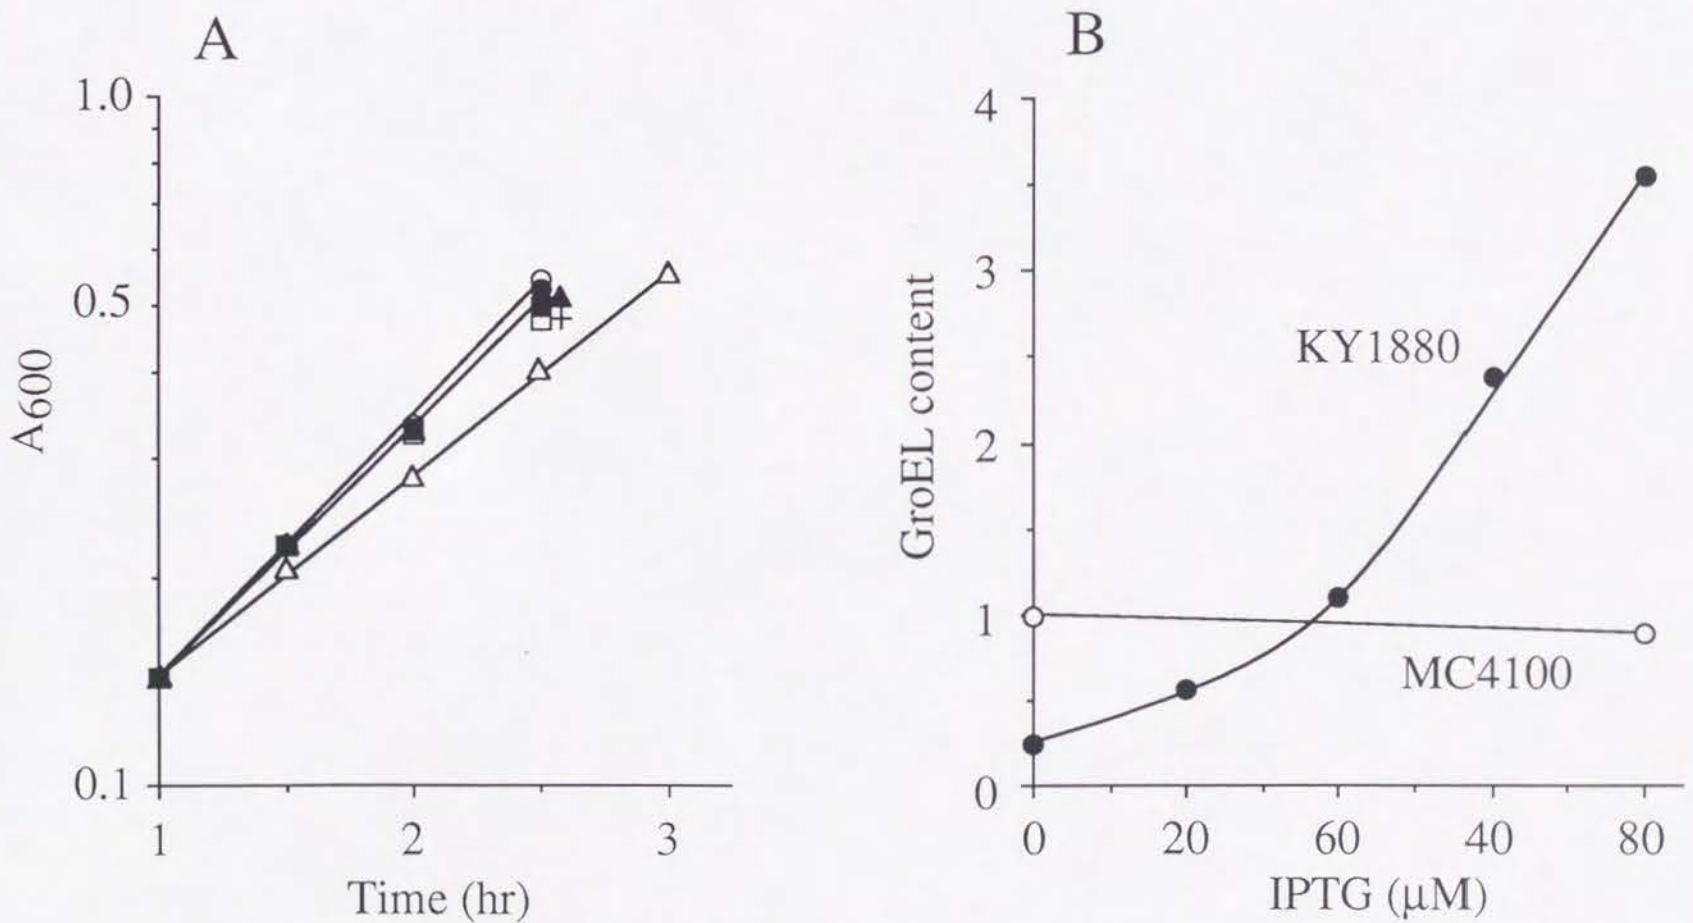 A
1.0
0.5
0.1
A600
1 2 3
Time (hr)
B
4
3
2
1
0
GroEL content
KY1880
MC4100
0 20 60 40 80
IPTG (μM)